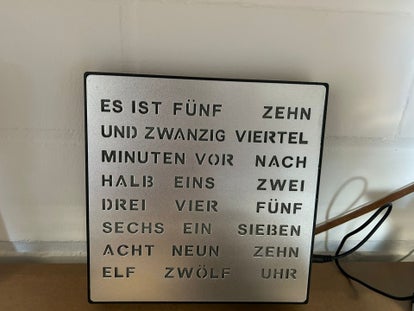 ES IST FÜNF ZEHN
UND ZWANZIG VIERTEL
MINUTEN VOR NACH
HALB EINS ZWEI
DREI VIER FÜNF
SECHS EIN SIEBEN
ACHT NEUN ZEHN
ELF ZWÖLF UHR